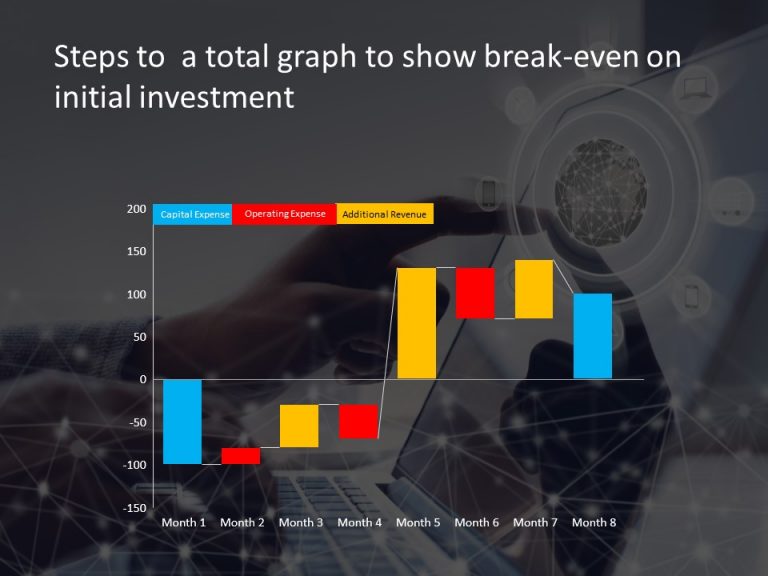 Steps to  a total graph to show break-even on
initial investment
200
Capital Expense Operating Expense Additional Revenue
150
100
50
0
-50
-100
-150
Month 1 Month 2 Month 3 Month 4 Month 5 Month 6 Month 7 Month 8